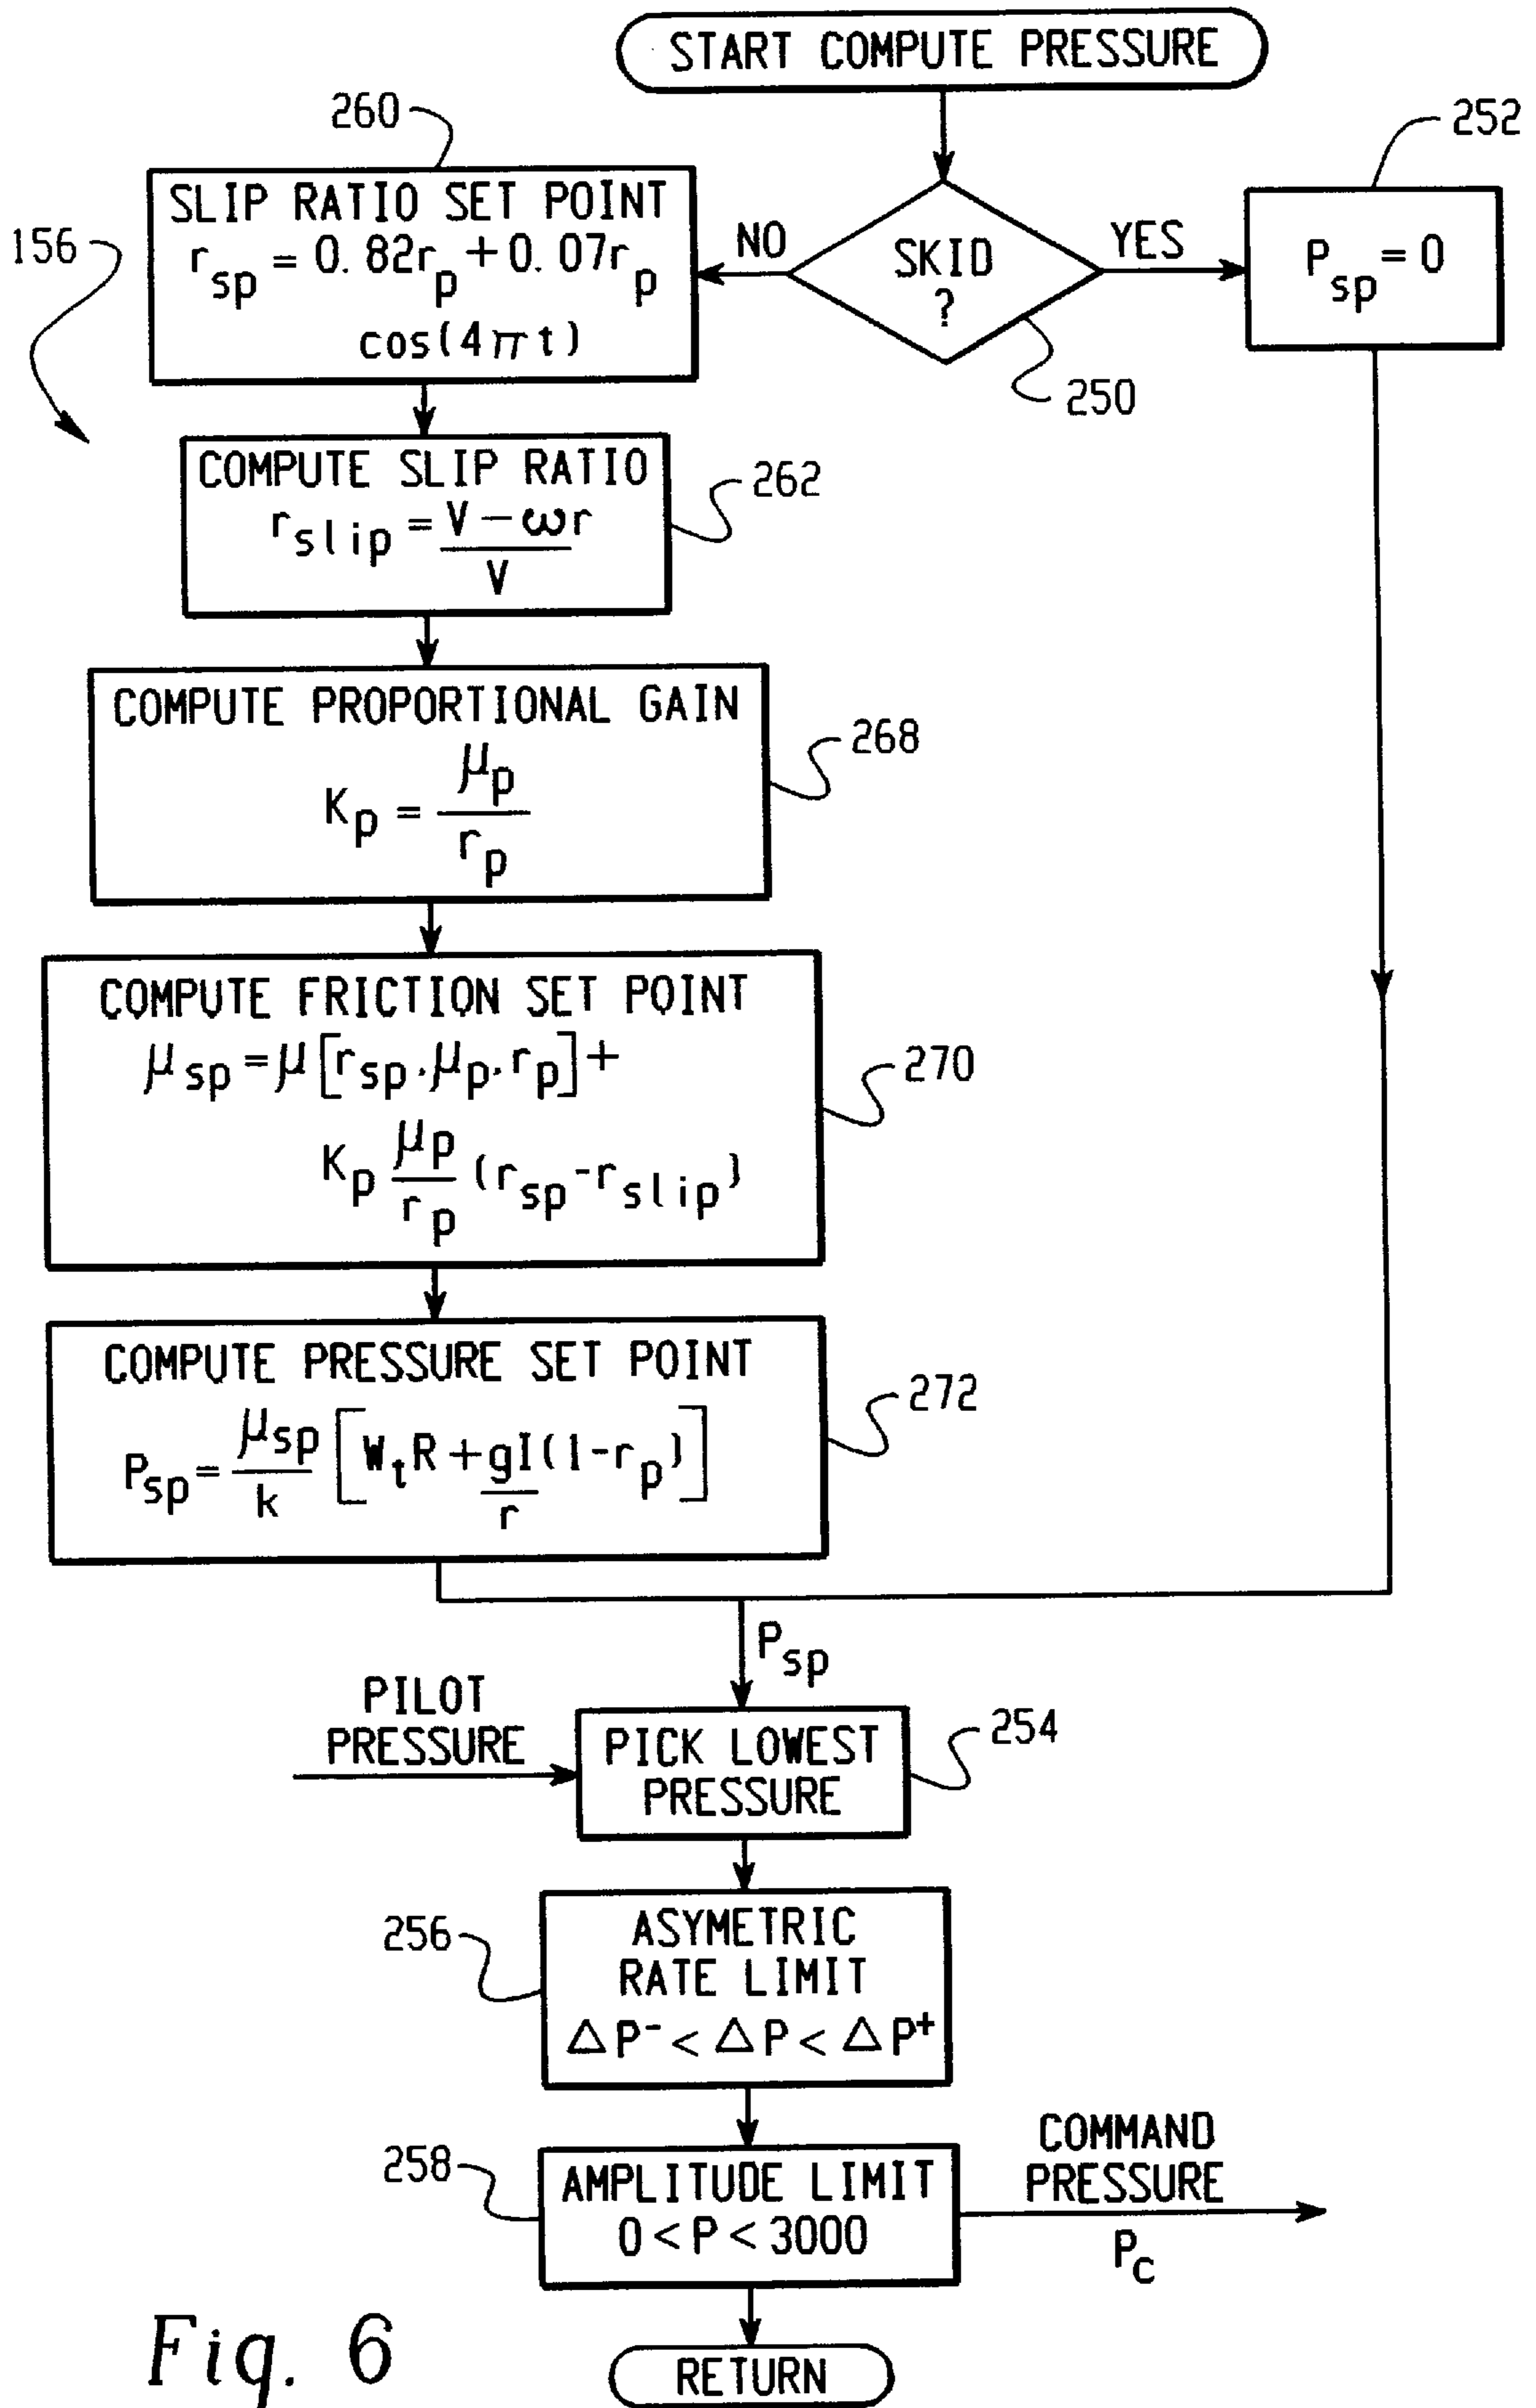 START COMPUTE PRESSURE
260
252
SLIP RATIO SET POINT
r_sp = 0.82r_p + 0.07r_p
cos(4πt)
156
NO
SKID
?
YES
P_sp = 0
250
COMPUTE SLIP RATIO
r_slip = V - ωr
V
262
COMPUTE PROPORTIONAL GAIN
K_p = μ_p
r_p
268
COMPUTE FRICTION SET POINT
μ_sp = μ[r_sp, μ_p, r_p] +
K_p μ_p (r_sp - r_slip)
r_p
270
COMPUTE PRESSURE SET POINT
P_sp = μ_sp [W_t R + gI (1 - r_p)]
k r
272
P_sp
PILOT
PRESSURE
PICK LOWEST
PRESSURE
254
256
ASYMETRIC
RATE LIMIT
△P⁻ < △P < △P⁺
258
AMPLITUDE LIMIT
0 < P < 3000
COMMAND
PRESSURE
P_c
RETURN
Fig. 6